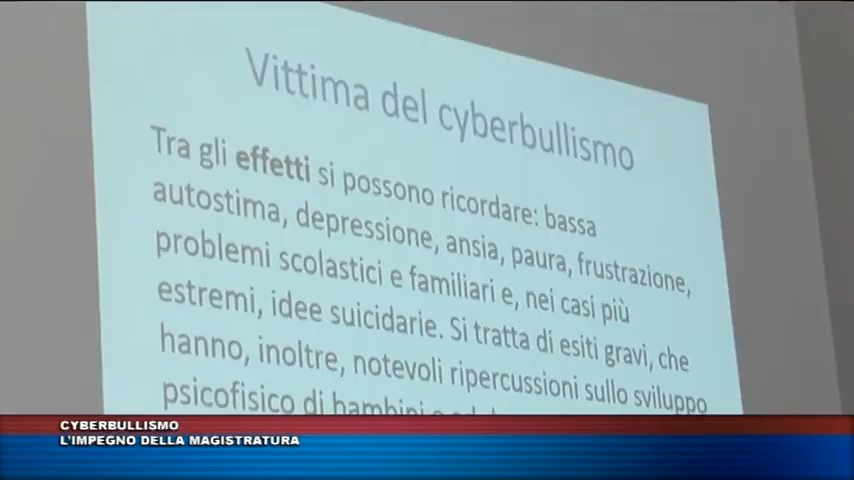 Vittima del cyberbullismo
Tra gli effetti si possono ricordare: bassa
autostima, depressione, ansia, paura, frustrazione,
problemi scolastici e familiari e, nei casi più
estremi, idee suicidarie. Si tratta di esiti gravi, che
hanno, inoltre, notevoli ripercussioni sullo sviluppo
psicofisico di bambini
CYBERBULLISMO
L'IMPEGNO DELLA MAGISTRATURA